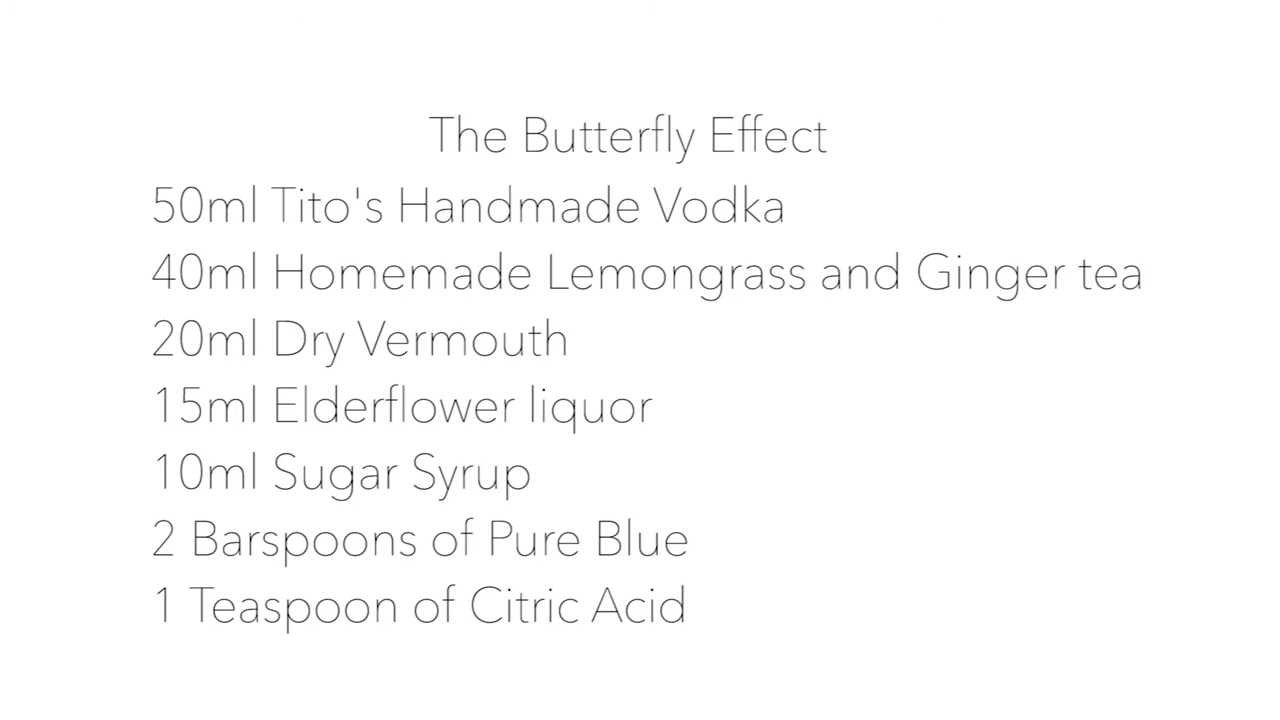 The Butterfly Effect
50ml Tito's Handmade Vodka
40ml Homemade Lemongrass and Ginger tea
20ml Dry Vermouth
15ml Elderflower liquor
10ml Sugar Syrup
2 Barspoons of Pure Blue
1 Teaspoon of Citric Acid